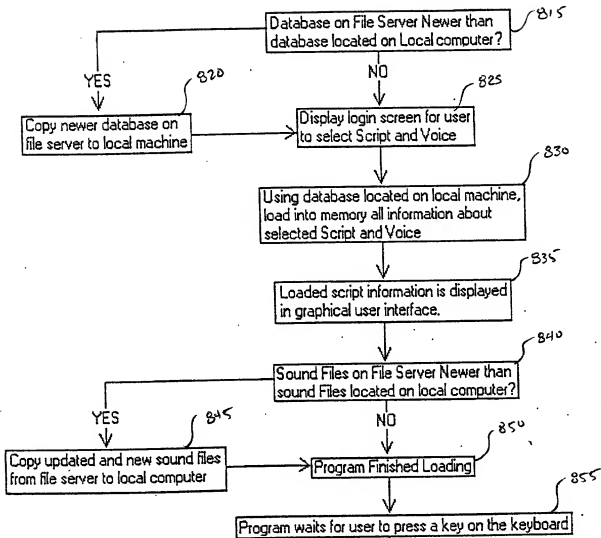 Database on File Server Newer than
database located on Local computer?
815
YES
NO
820
825
Copy newer database on
file server to local machine
Display login screen for user
to select Script and Voice
830
Using database located on local machine,
load into memory all information about
selected Script and Voice
835
Loaded script information is displayed
in graphical user interface.
840
Sound Files on File Server Newer than
sound Files located on local computer?
YES
NO
845
850
Copy updated and new sound files
from file server to local computer
Program Finished Loading
855
Program waits for user to press a key on the keyboard